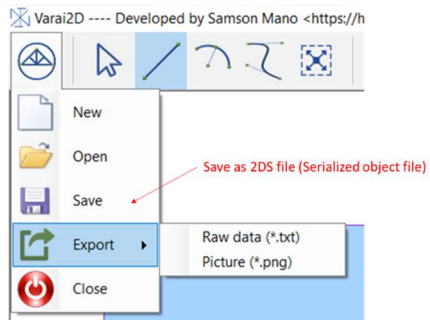 Varai2D ---- Developed by Samson Mano <https://h
New
Open
Save as 2DS file (Serialized object file)
Save
Export
Raw data (*.txt)
Picture (*.png)
Close